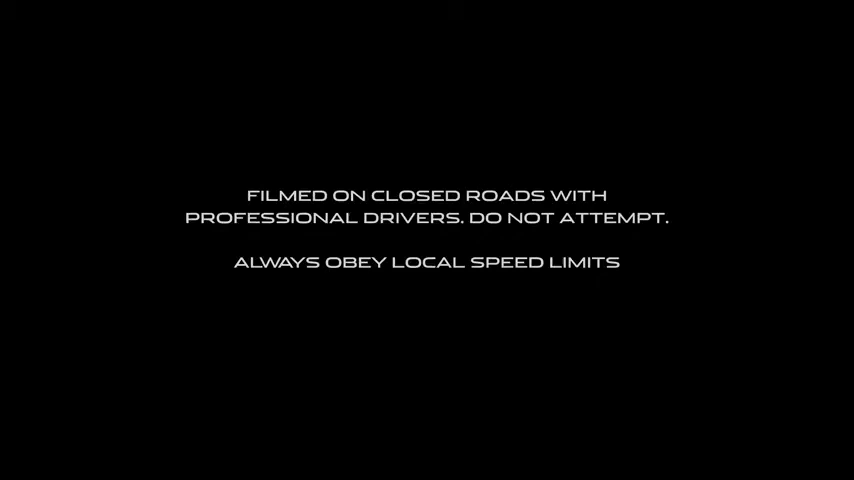 FILMED ON CLOSED ROADS WITH
PROFESSIONAL DRIVERS. DO NOT ATTEMPT.
ALWAYS OBEY LOCAL SPEED LIMITS